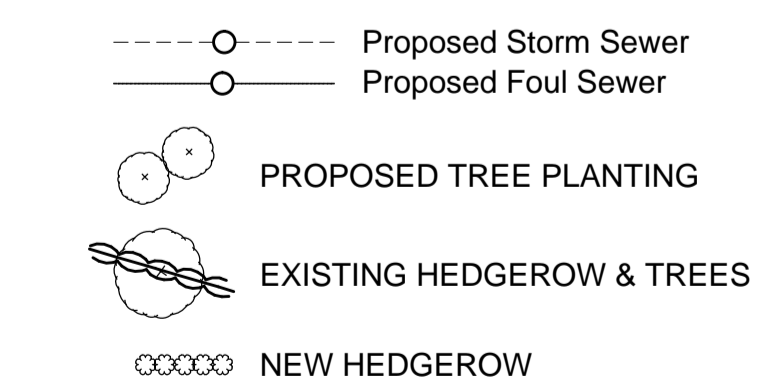 Proposed Storm Sewer
Proposed Foul Sewer
PROPOSED TREE PLANTING
EXISTING HEDGEROW & TREES
NEW HEDGEROW